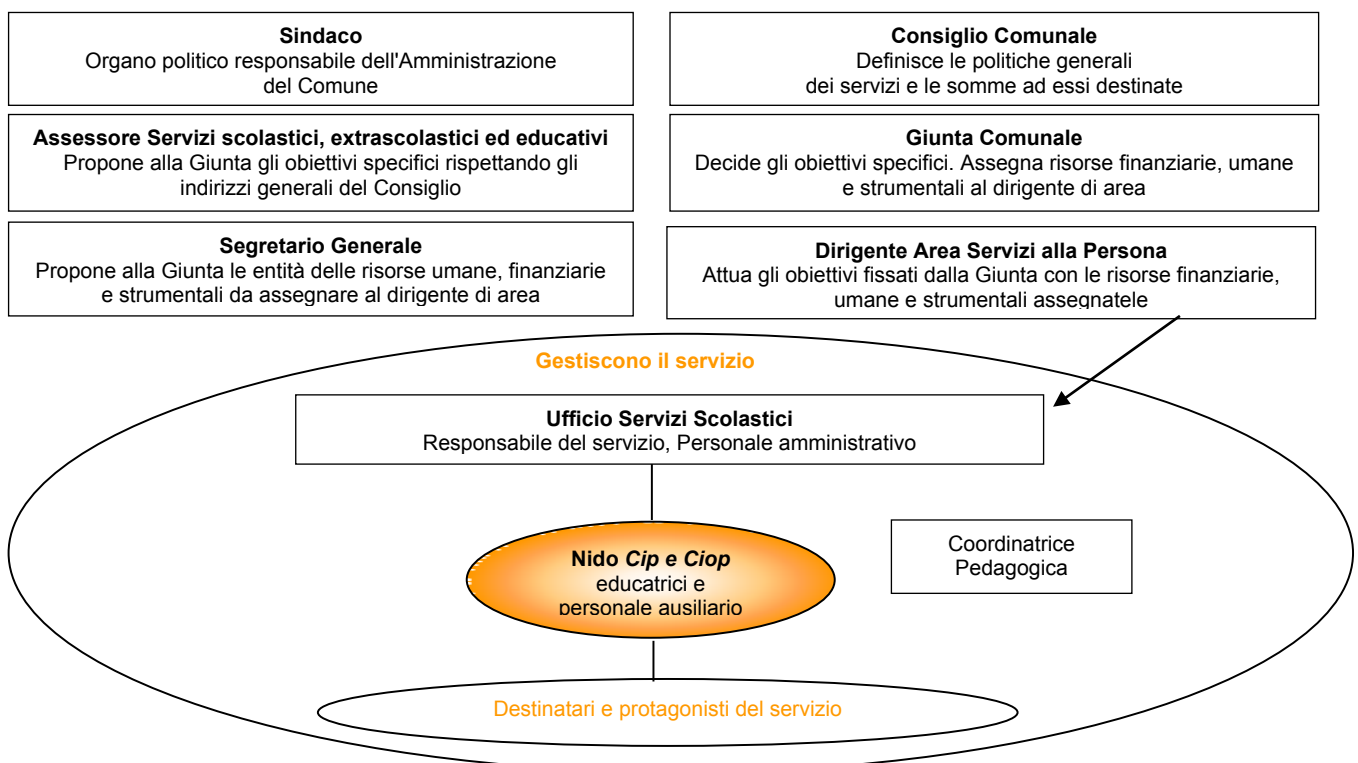 Sindaco
Organo politico responsabile dell'Amministrazione
del Comune
Consiglio Comunale
Definisce le politiche generali
dei servizi e le somme ad essi destinate
Assessore Servizi scolastici, extrascolastici ed educativi
Propone alla Giunta gli obiettivi specifici rispettando gli
indirizzi generali del Consiglio
Giunta Comunale
Decide gli obiettivi specifici. Assegna risorse finanziarie, umane
e strumentali al dirigente di area
Segretario Generale
Propone alla Giunta le entità delle risorse umane, finanziarie
e strumentali da assegnare al dirigente di area
Dirigente Area Servizi alla Persona
Attua gli obiettivi fissati dalla Giunta con le risorse finanziarie,
umane e strumentali assegnatele
Gestiscono il servizio
Ufficio Servizi Scolastici
Responsabile del servizio, Personale amministrativo
Nido Cip e Ciop
educatrici e
personale ausiliario
Coordinatrice
Pedagogica
Destinatari e protagonisti del servizio